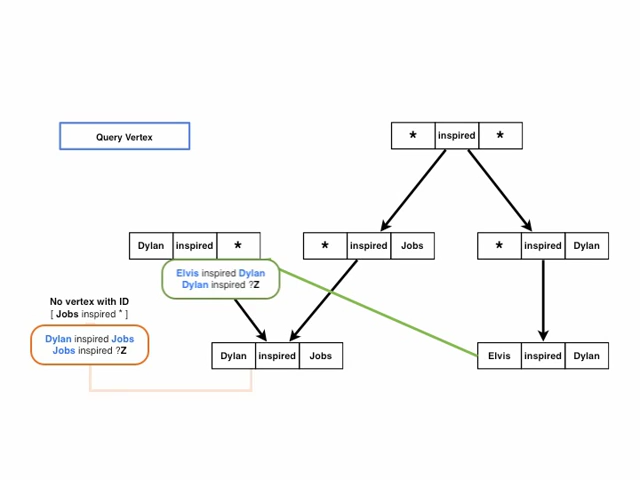 Query Vertex
* inspired *
Dylan inspired *
* inspired Jobs
* inspired Dylan
Elvis inspired Dylan
Dylan inspired ?Z
No vertex with ID
[ Jobs inspired * ]
Dylan inspired Jobs
Jobs inspired ?Z
Dylan inspired Jobs
Elvis inspired Dylan